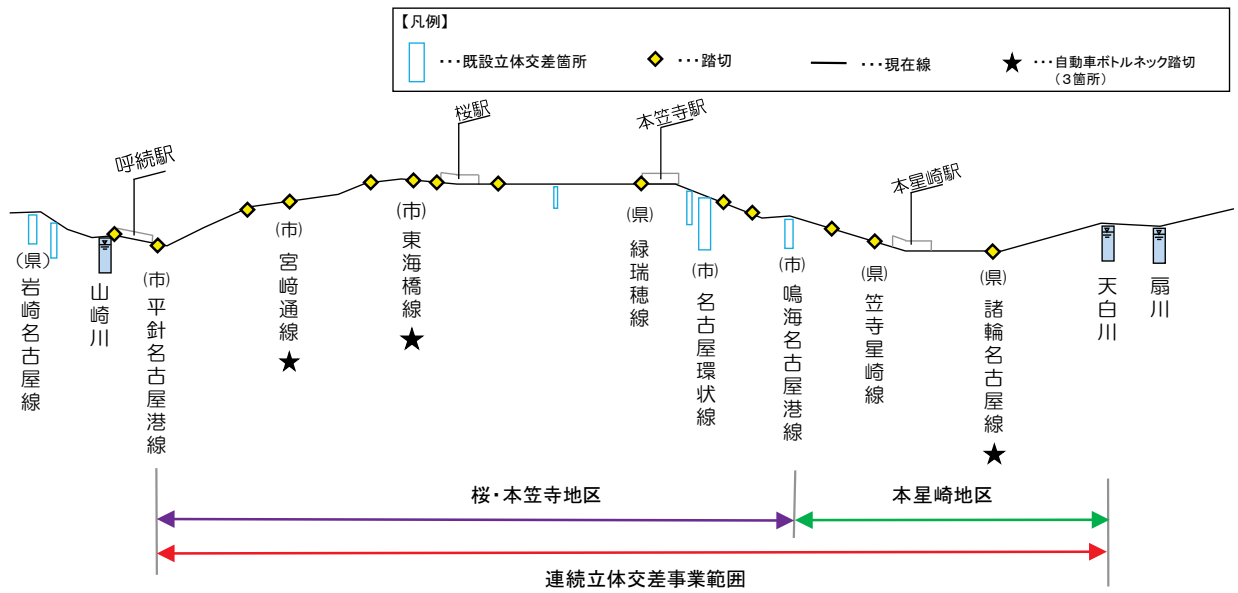 【凡例】
･･･既設立体交差箇所
･･･踏切
･･･現在線
･･･自動車ボトルネック踏切
（３箇所）
呼続駅
桜駅
本笠寺駅
本星崎駅
（県）岩崎名古屋線
山崎川
（市）平針名古屋港線
（市）宮﨑通線
（市）東海橋線
（県）緑瑞穂線
（市）名古屋環状線
（市）鳴海名古屋港線
（県）笠寺星崎線
（県）諸輪名古屋線
天白川
扇川
桜・本笠寺地区
本星崎地区
連続立体交差事業範囲